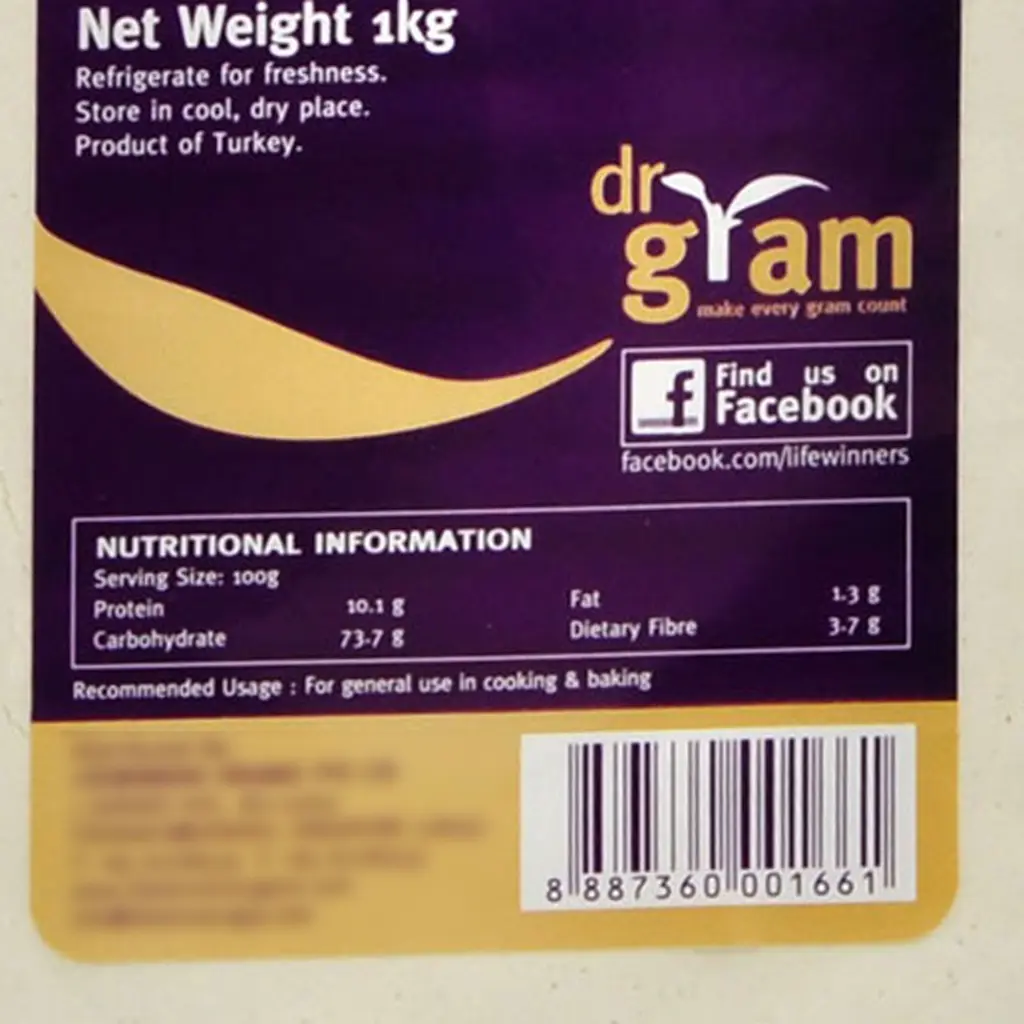 Net Weight 1kg
Refrigerate for freshness.
Store in cool, dry place.
Product of Turkey.
dr
gram
make every gram count
f Find us on
Facebook
facebook.com/lifewinners
NUTRITIONAL INFORMATION
Serving Size: 100g
Protein 10.1 g Fat 1.3 g
Carbohydrate 73.7 g Dietary Fibre 3.7 g
Recommended Usage : For general use in cooking & baking
8 887360 001661